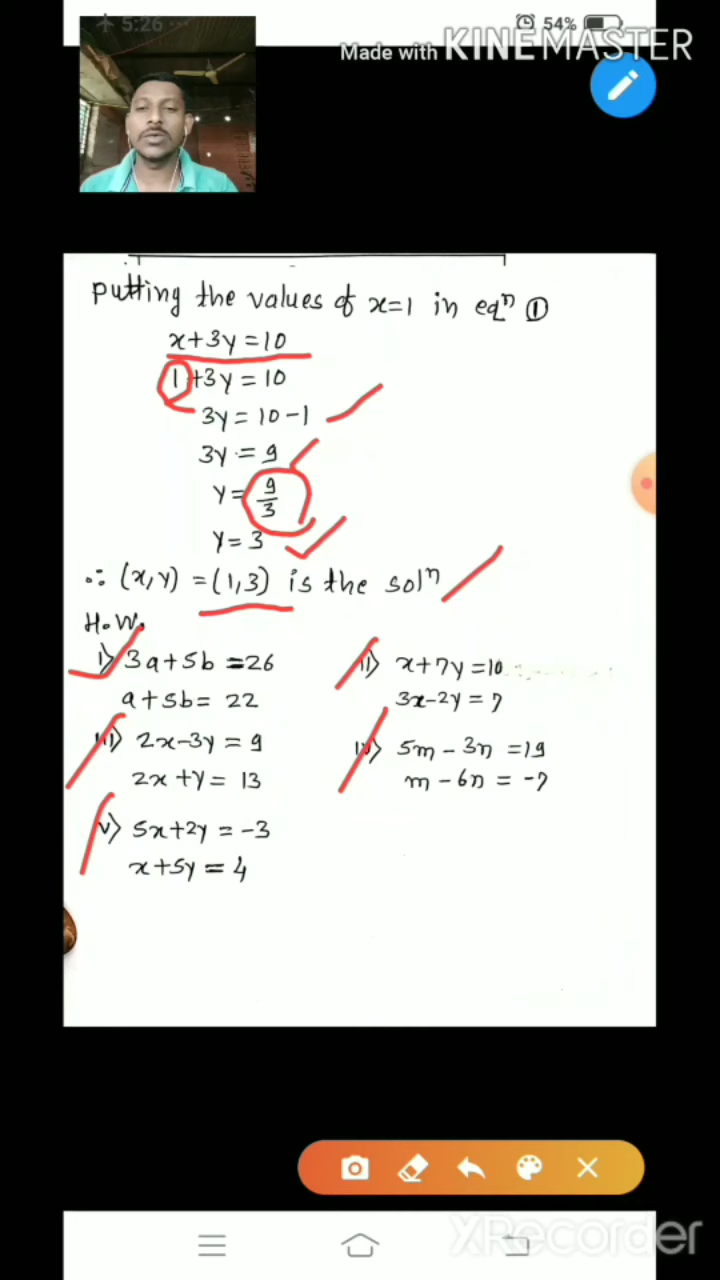 5:26
54%
Made with KINEMASTER
putting the values of x=1 in eqⁿ ①
x+3y=10
1+3y=10
3y=10-1
3y=9
y=9/3
y=3
∴ (x,y) = (1,3) is the solⁿ
H.W.
i) 3a+5b=26
a+5b=22
ii) x+7y=10
3x-2y=7
iii) 2x-3y=9
2x+y=13
iv) 5m-3n=19
m-6n=-7
v) 5x+2y=-3
x+5y=4
XRecorder